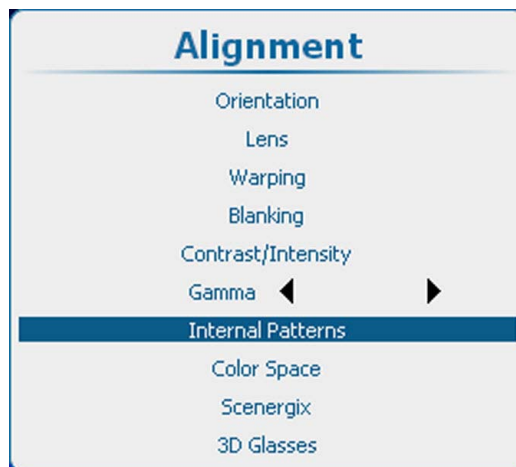 Alignment
Orientation
Lens
Warping
Blanking
Contrast/Intensity
Gamma
Internal Patterns
Color Space
Scenergix
3D Glasses